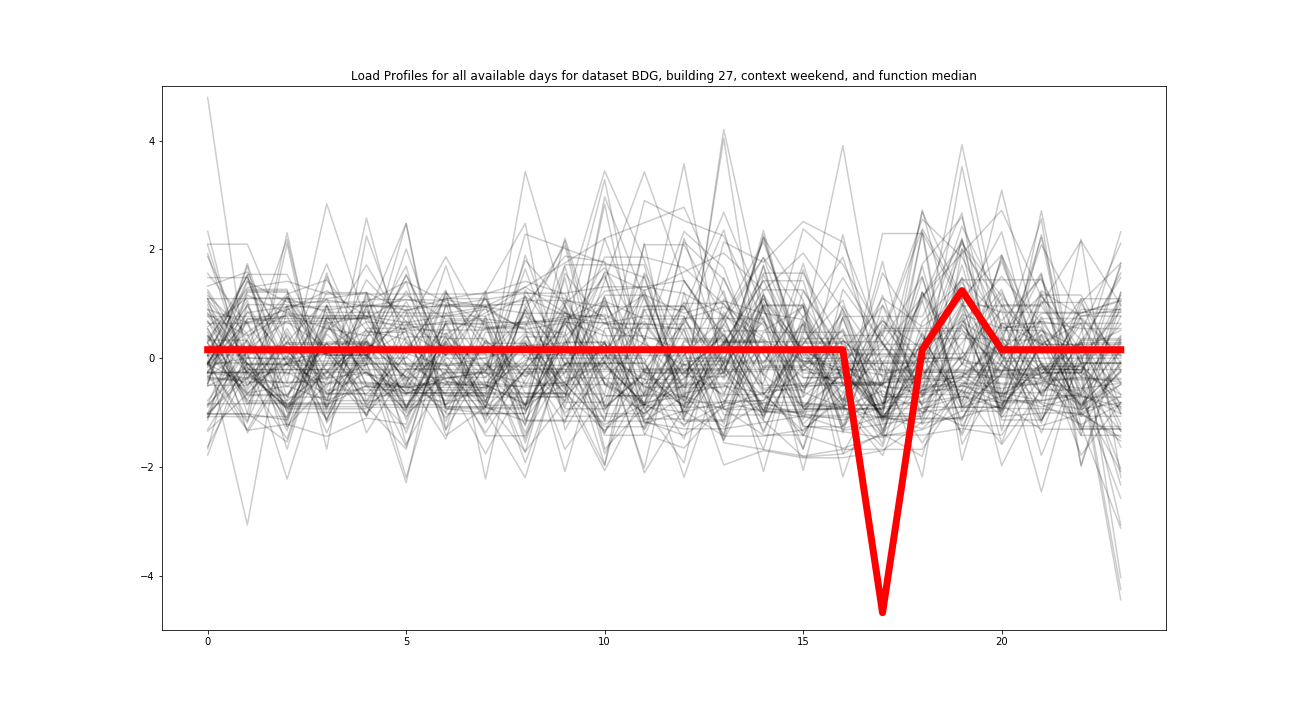 Load Profiles for all available days for dataset BDG, building 27, context weekend, and function median
4
2
0
−2
−4
0 5 10 15 20